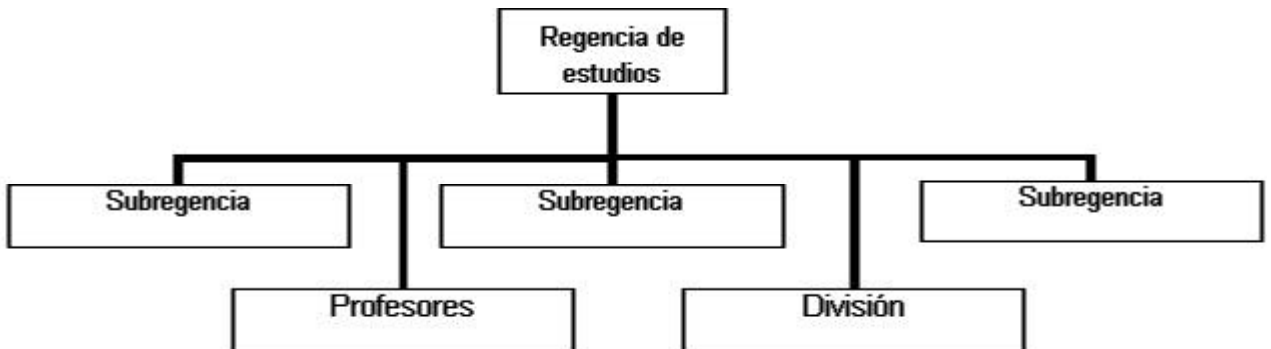 Regencia de
estudios
Subregencia
Subregencia
Subregencia
Profesores
División